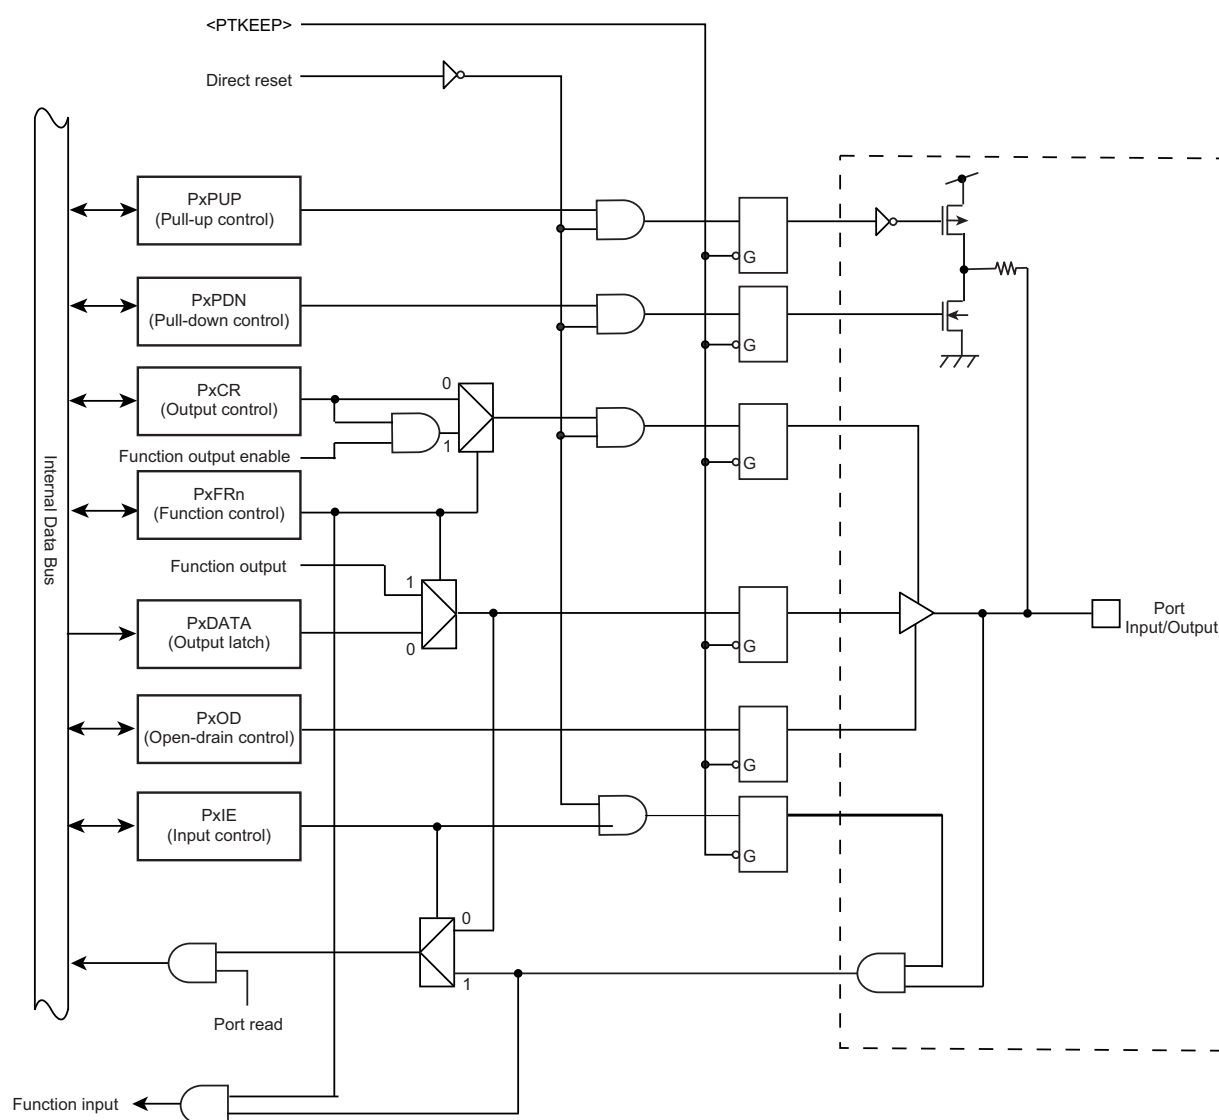 <PTKEEP>
Direct reset
PxPUP
(Pull-up control)
G
PxPDN
(Pull-down control)
G
PxCR
(Output control)
0
Function output enable
1
G
Internal Data Bus
PxFRn
(Function control)
Function output
1
PxDATA
(Output latch)
0
G
Port
Input/Output
PxOD
(Open-drain control)
G
PxIE
(Input control)
G
0
1
Port read
Function input